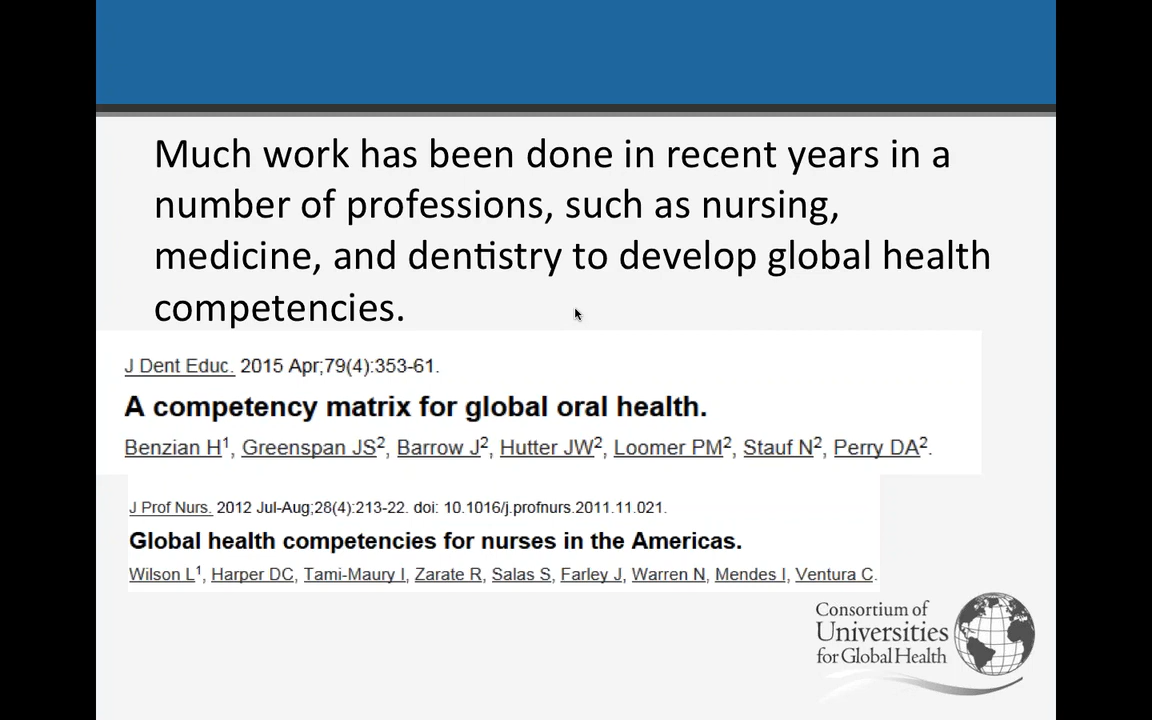 Much work has been done in recent years in a
number of professions, such as nursing,
medicine, and dentistry to develop global health
competencies.
J Dent Educ. 2015 Apr;79(4):353-61.
A competency matrix for global oral health.
Benzian H1, Greenspan JS2, Barrow J2, Hutter JW2, Loomer PM2, Stauf N2, Perry DA2.
J Prof Nurs. 2012 Jul-Aug;28(4):213-22. doi: 10.1016/j.profnurs.2011.11.021.
Global health competencies for nurses in the Americas.
Wilson L1, Harper DC, Tami-Maury I, Zarate R, Salas S, Farley J, Warren N, Mendes I, Ventura C.
Consortium of
Universities
for Global Health